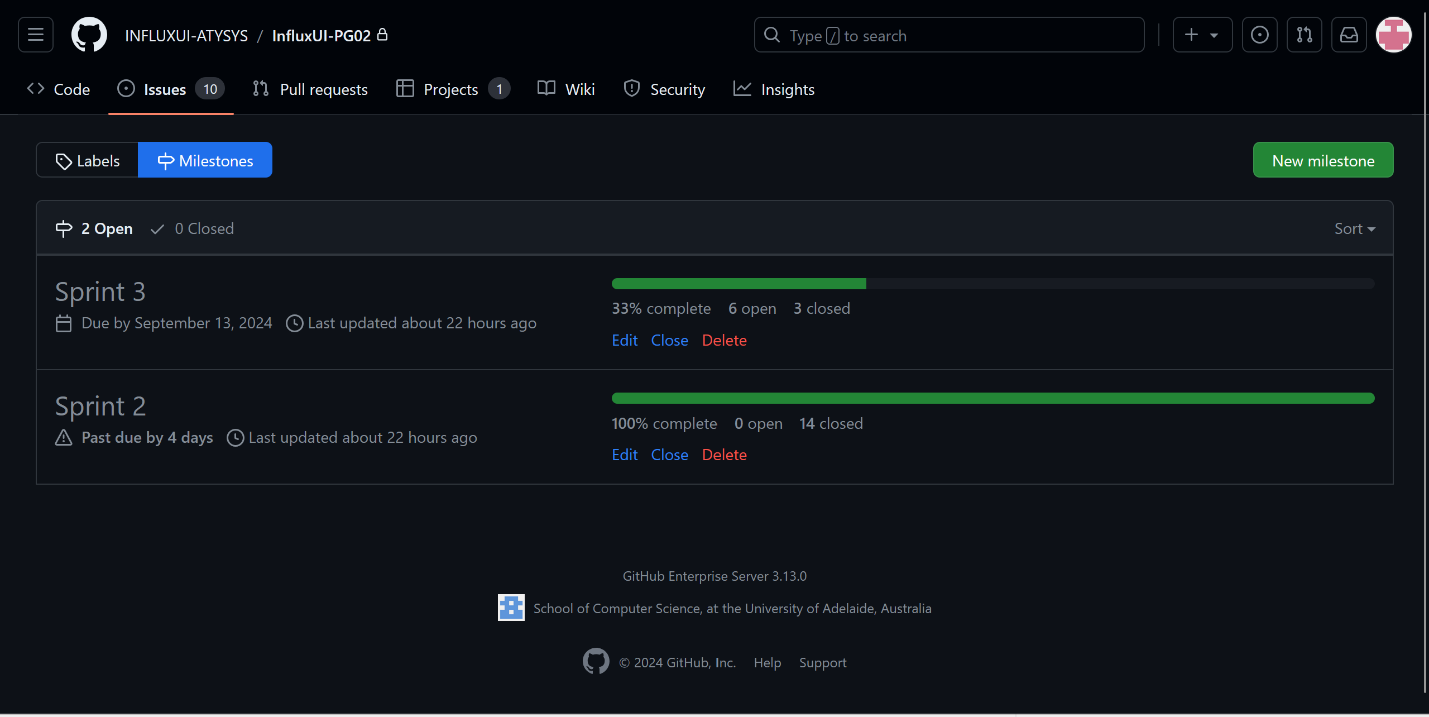 INFLUXUI-ATYSYS / InfluxUI-PG02
Type / to search
Code Issues 10 Pull requests Projects 1 Wiki Security Insights
Labels Milestones New milestone
2 Open 0 Closed Sort
Sprint 3
Due by September 13, 2024 Last updated about 22 hours ago
33% complete 6 open 3 closed
Edit Close Delete
Sprint 2
Past due by 4 days Last updated about 22 hours ago
100% complete 0 open 14 closed
Edit Close Delete
GitHub Enterprise Server 3.13.0
School of Computer Science, at the University of Adelaide, Australia
© 2024 GitHub, Inc. Help Support